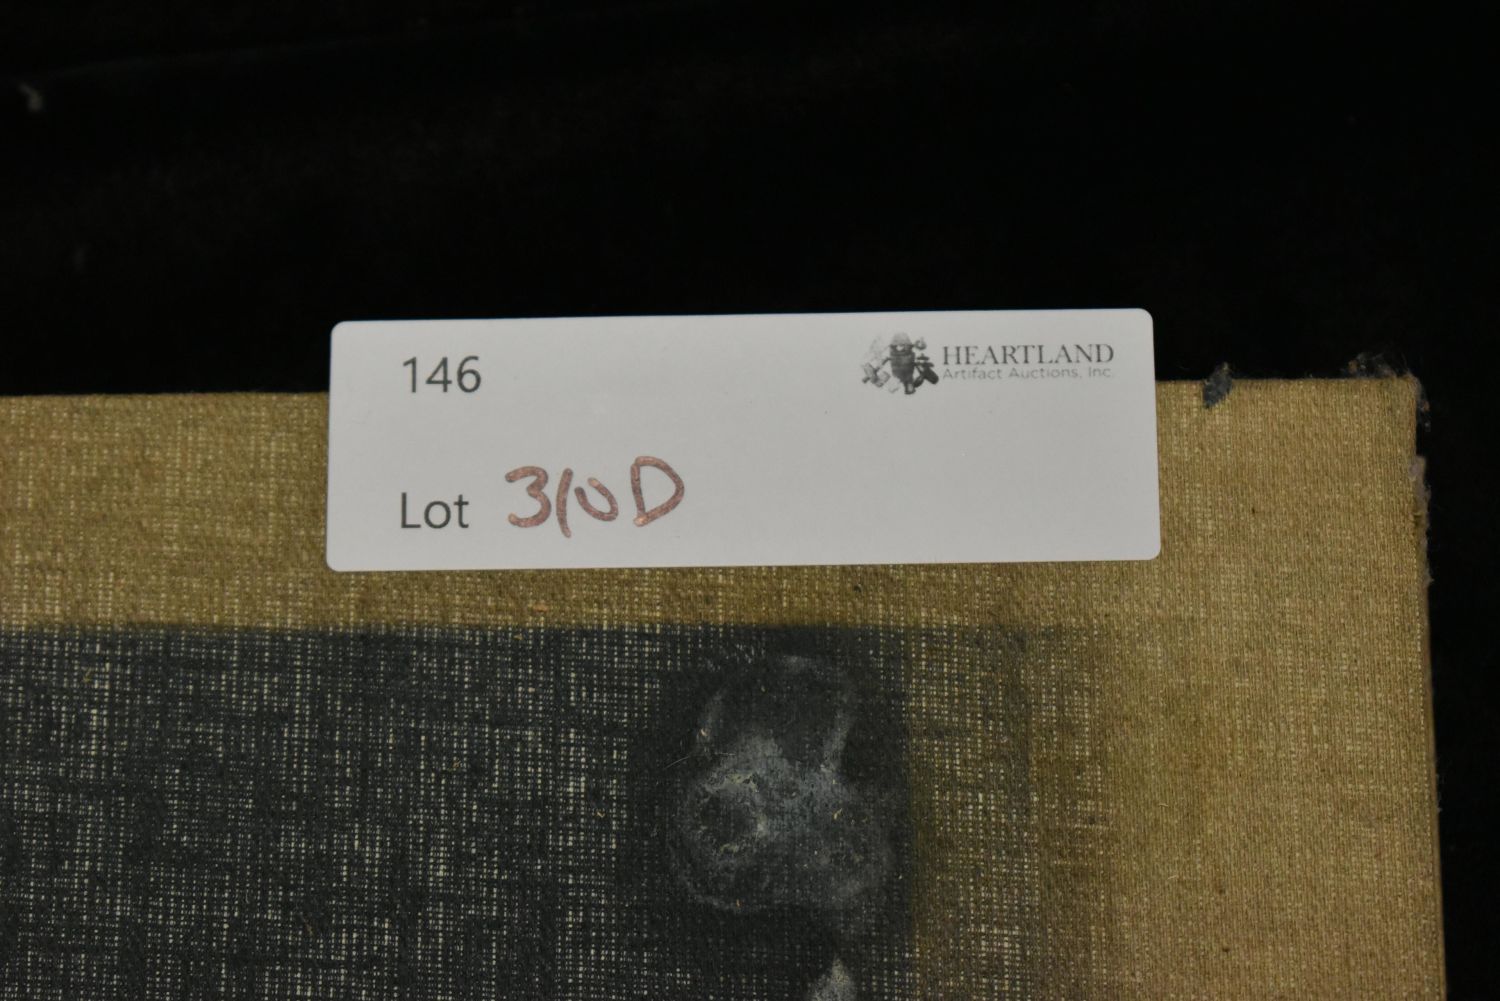 146
HEARTLAND
Artifact Auctions, Inc.
Lot 310D